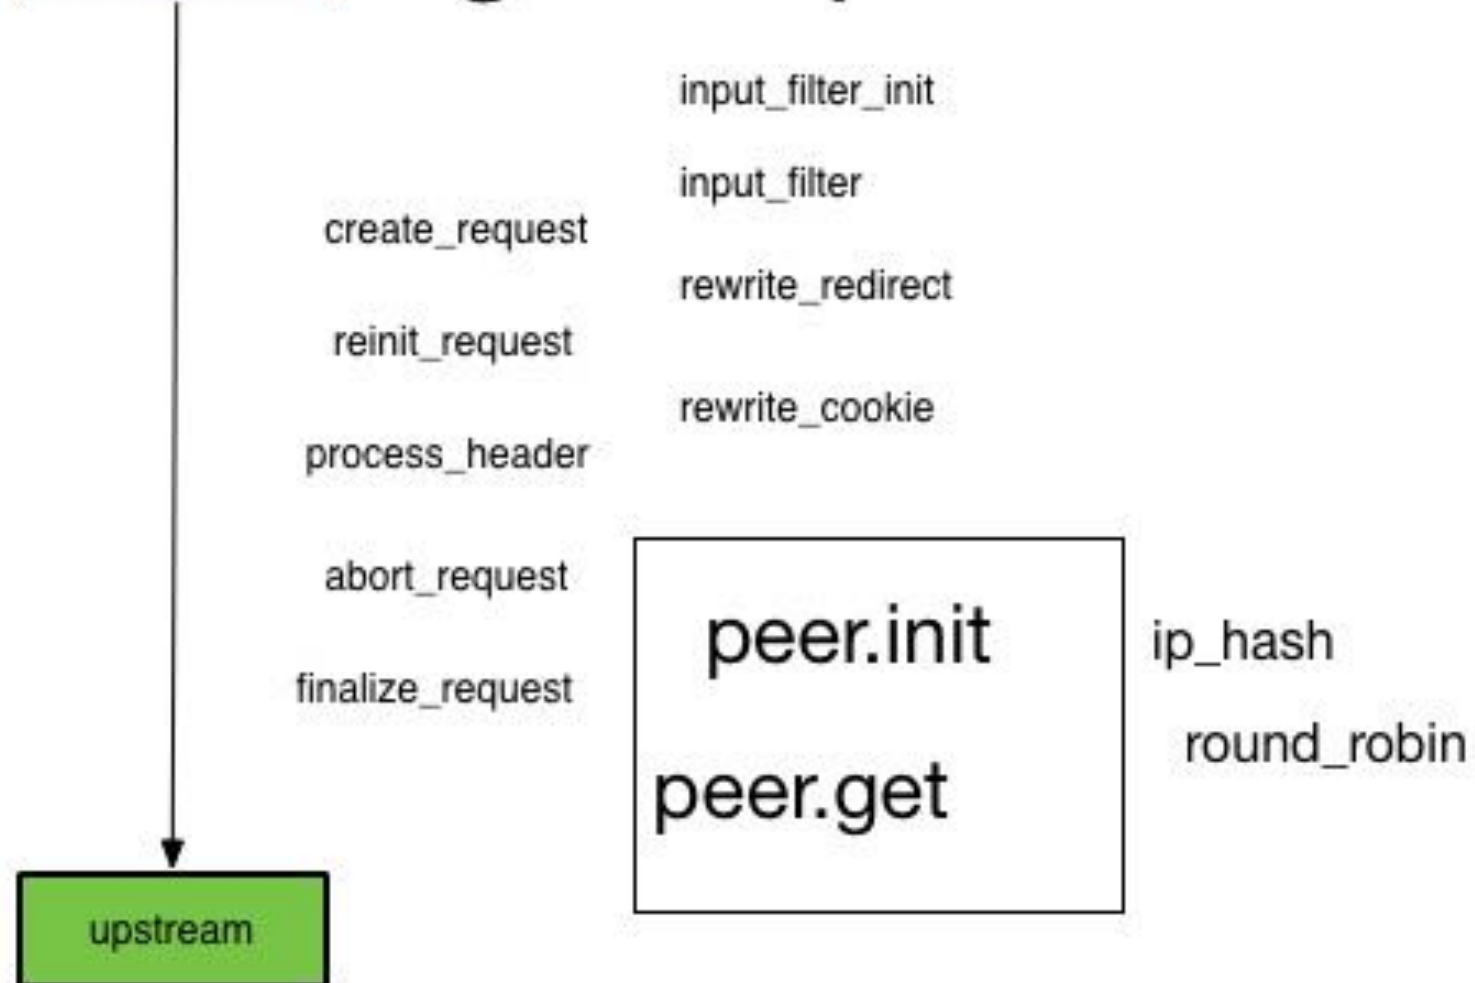 input_filter_init
input_filter
create_request
rewrite_redirect
reinit_request
rewrite_cookie
process_header
abort_request
peer.init
ip_hash
finalize_request
round_robin
peer.get
upstream